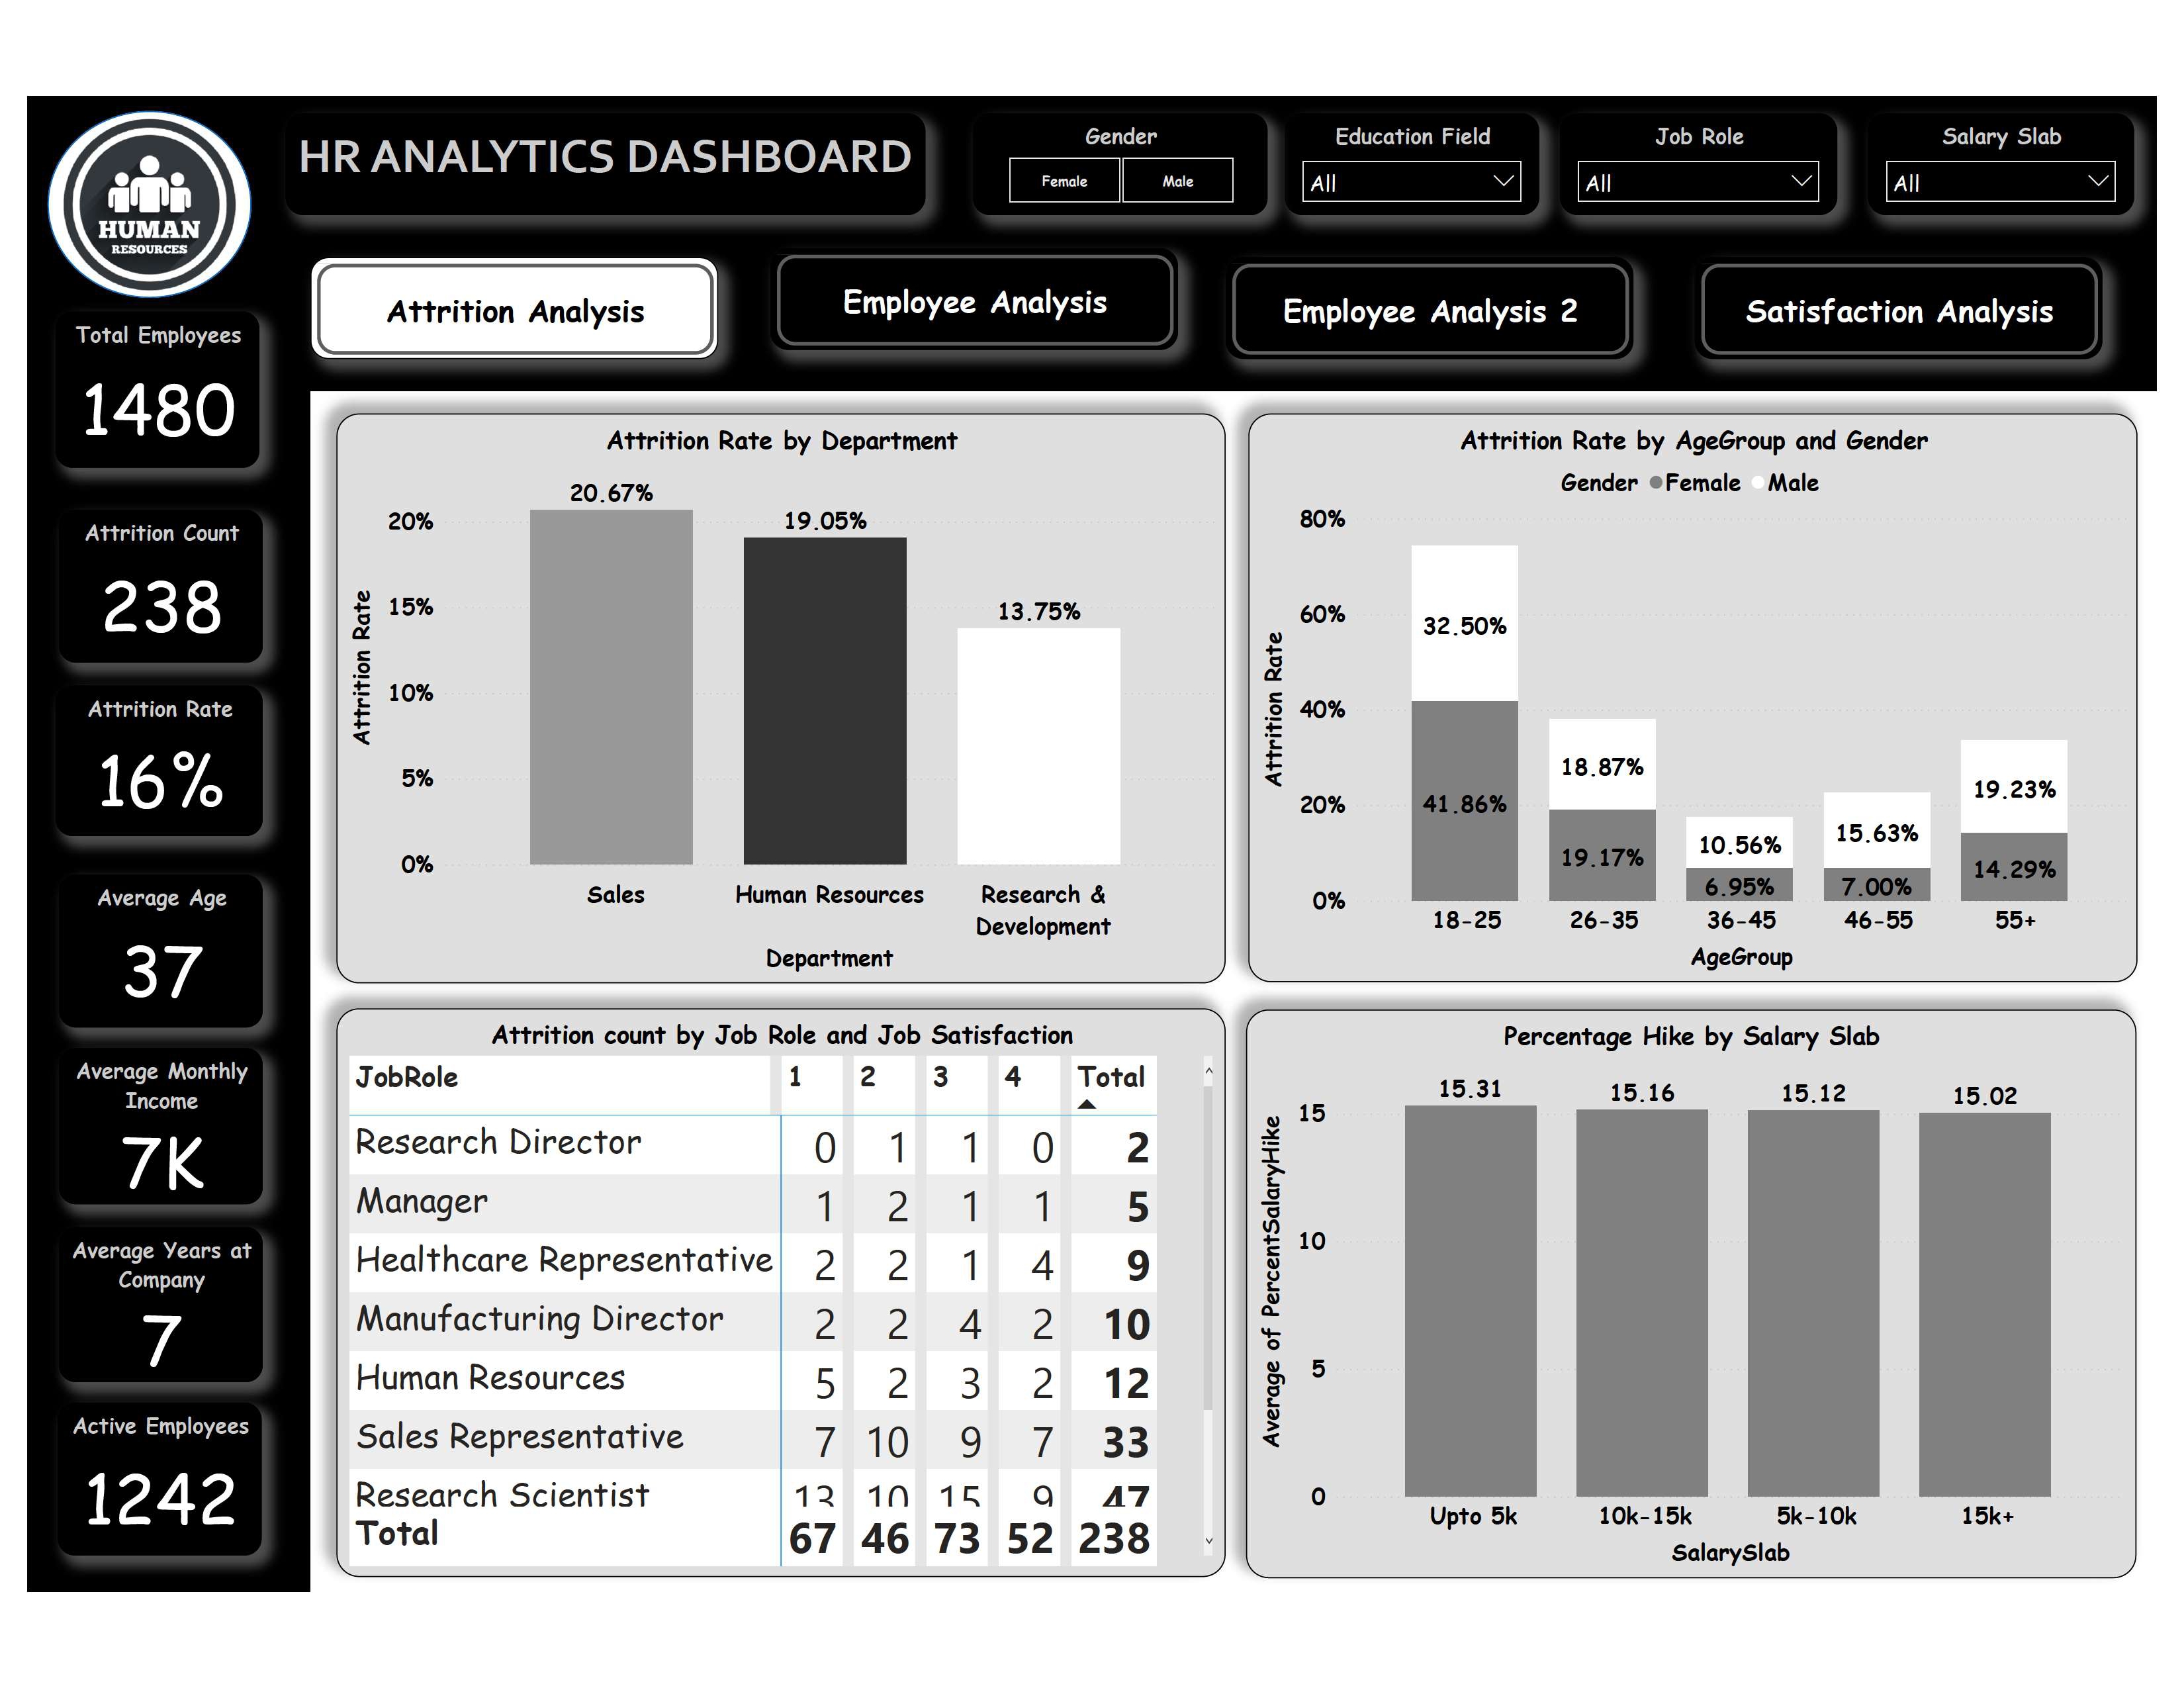 HUMAN
RESOURCES
HR ANALYTICS DASHBOARD
Gender
Female Male
Education Field
All
Job Role
All
Salary Slab
All
Attrition Analysis
Employee Analysis
Employee Analysis 2
Satisfaction Analysis
Total Employees
1480
Attrition Count
238
Attrition Rate
16%
Average Age
37
Average Monthly
Income
7K
Average Years at
Company
7
Active Employees
1242
Attrition Rate by Department
Attrition Rate
20%
15%
10%
5%
0%
20.67%
19.05%
13.75%
Sales
Human Resources
Research &
Development
Department
Attrition Rate by AgeGroup and Gender
Gender Female Male
Attrition Rate
80%
60%
40%
20%
0%
32.50%
41.86%
18.87%
19.17%
10.56%
6.95%
15.63%
7.00%
19.23%
14.29%
18-25 26-35 36-45 46-55 55+
AgeGroup
Attrition count by Job Role and Job Satisfaction
JobRole 1 2 3 4 Total
Research Director 0 1 1 0 2
Manager 1 2 1 1 5
Healthcare Representative 2 2 1 4 9
Manufacturing Director 2 2 4 2 10
Human Resources 5 2 3 2 12
Sales Representative 7 10 9 7 33
Research Scientist 13 10 15 9 47
Total 67 46 73 52 238
Percentage Hike by Salary Slab
Average of PercentSalaryHike
15
10
5
0
15.31 15.16 15.12 15.02
Upto 5k 10k-15k 5k-10k 15k+
SalarySlab